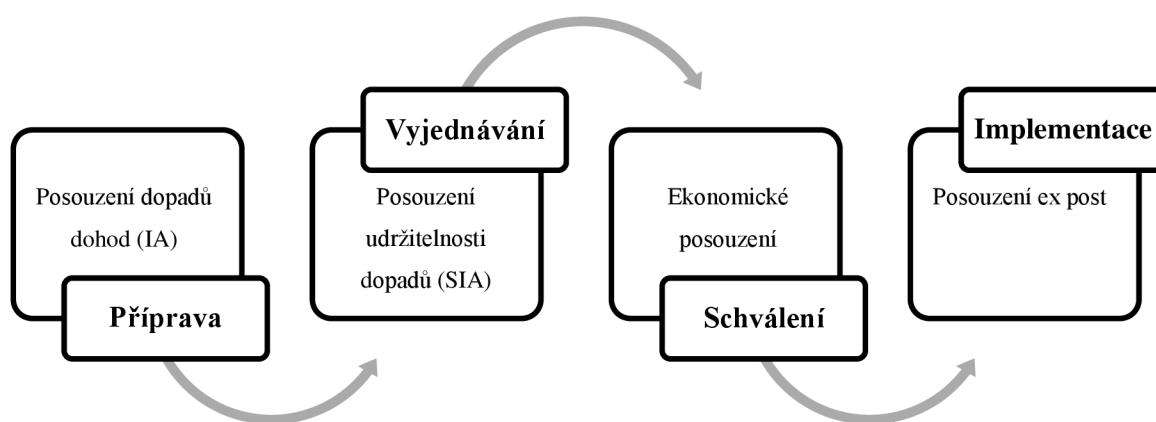 Posouzení dopadů
dohod (IA)
Příprava
Vyjednávání
Posouzení
udržitelnosti
dopadů (SIA)
Ekonomické
posouzení
Schválení
Implementace
Posouzení ex post